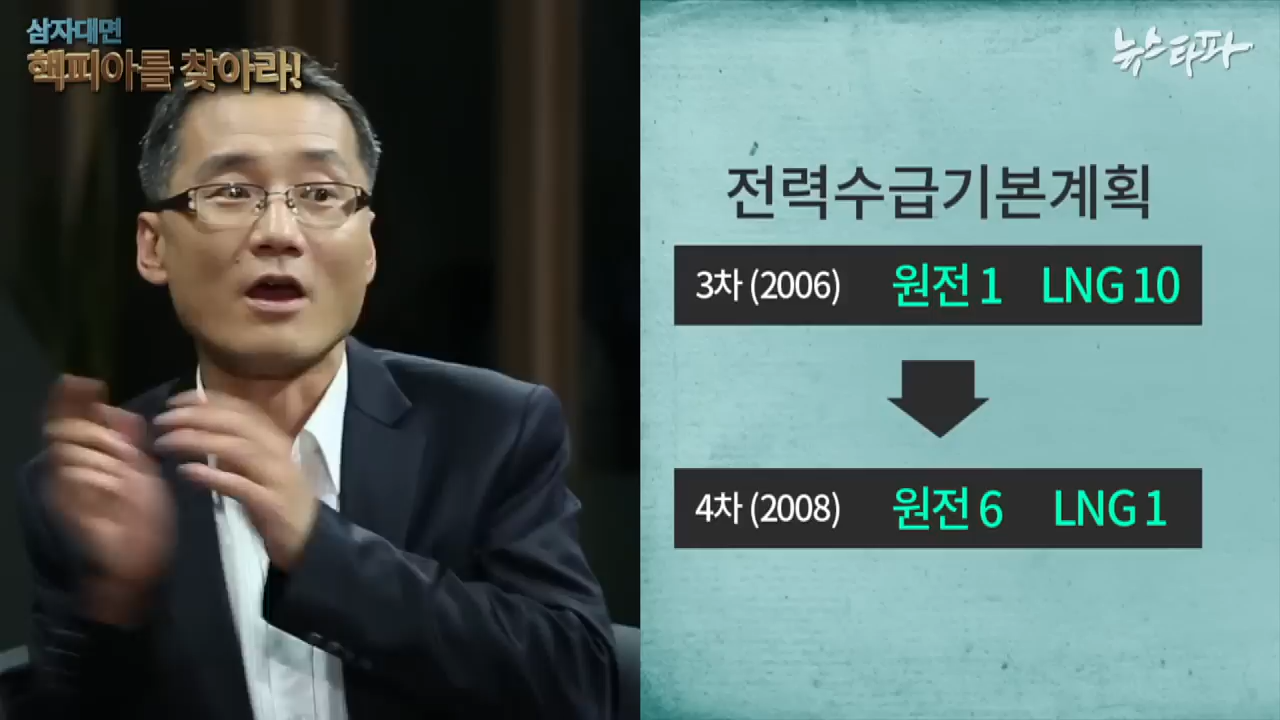 삼자대면
핵피아를 찾아라!
뉴스타파
전력수급기본계획
3차 (2006) 원전 1 LNG 10
4차 (2008) 원전 6 LNG 1